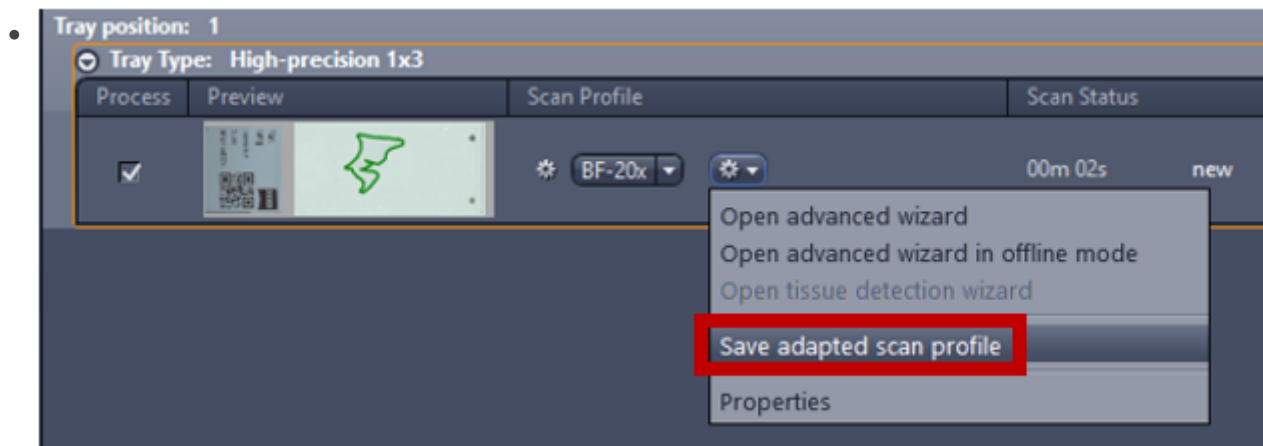 Tray position: 1
Tray Type: High-precision 1x3
Process Preview Scan Profile Scan Status
BF-20x 00m 02s new
Open advanced wizard
Open advanced wizard in offline mode
Open tissue detection wizard
Save adapted scan profile
Properties